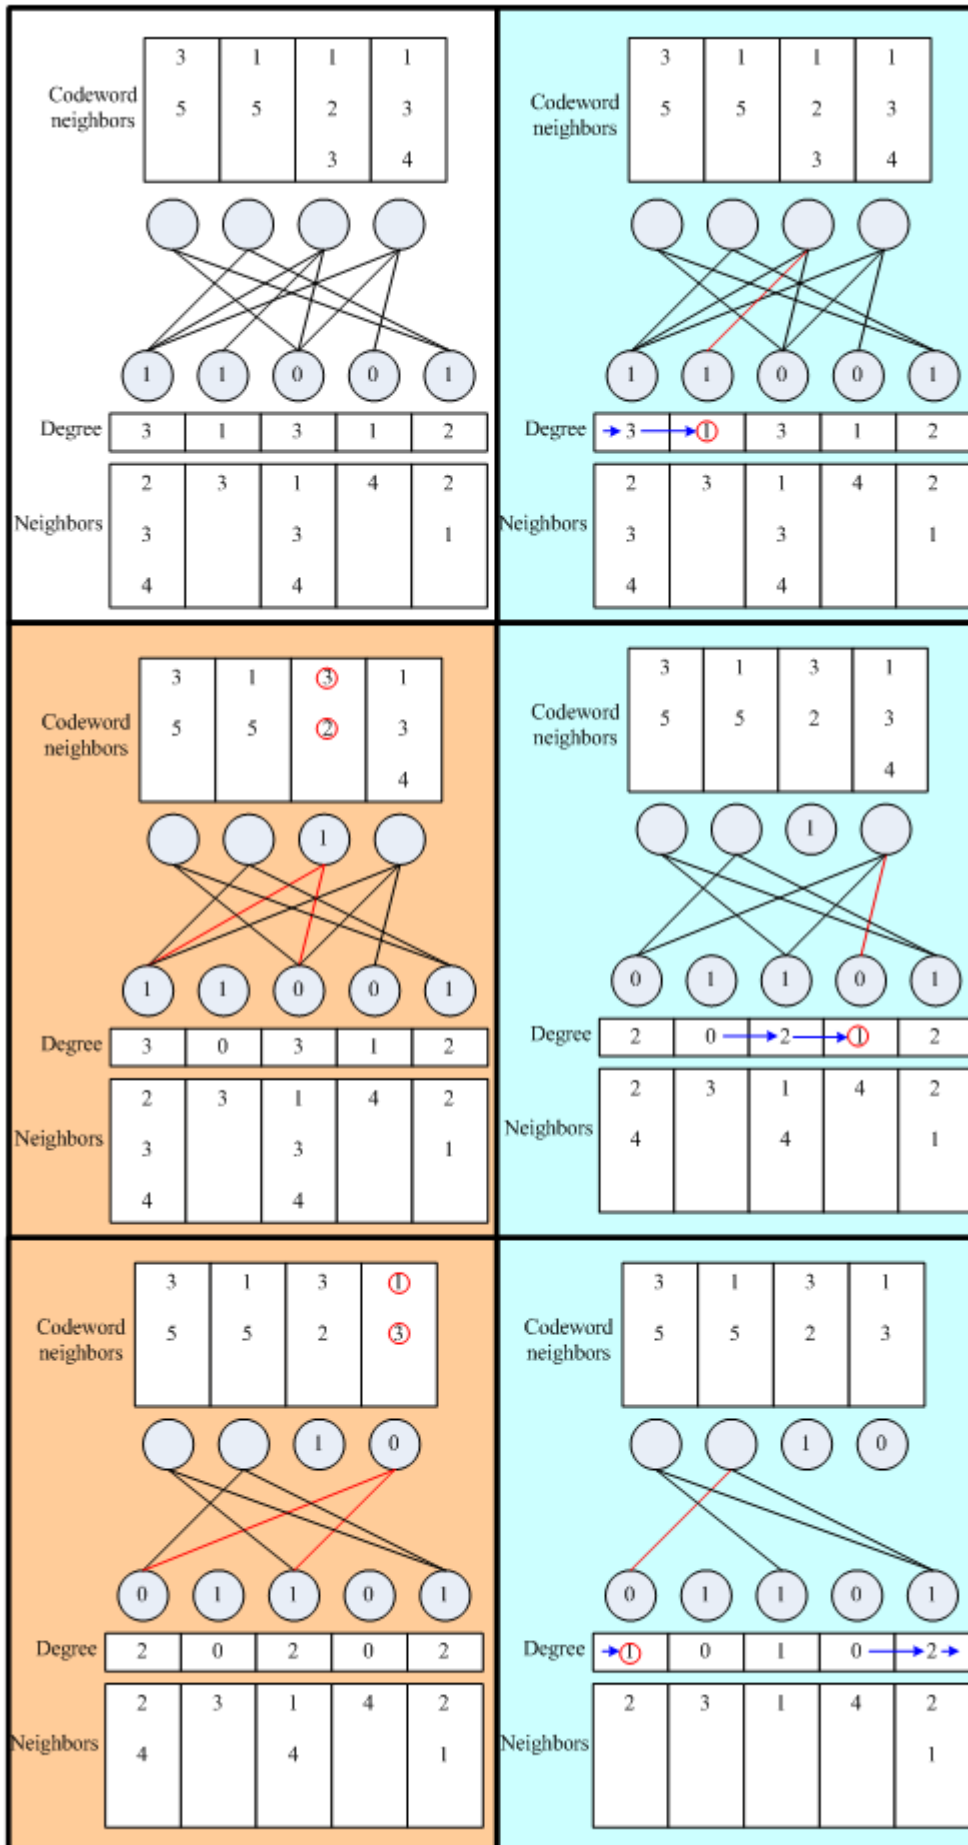 3 1 1 1
Codeword neighbors
5 5 2 3
3 4
1 1 0 0 1
Degree 3 1 3 1 2
2 3 1 4 2
Neighbors
3 3 1
4 4
3 1 1 1
Codeword neighbors
5 5 2 3
3 4
1 1 0 0 1
Degree 3 1 3 1 2
2 3 1 4 2
Neighbors
3 3 1
4 4
3 1 3 1
Codeword neighbors
5 5 2 3
4
1
1 1 0 0 1
Degree 3 0 3 1 2
2 3 1 4 2
Neighbors
3 3 1
4 4
3 1 3 1
Codeword neighbors
5 5 2 3
4
1
0 1 1 0 1
Degree 2 0 2 1 2
2 3 1 4 2
Neighbors
4 4 1
3 1 3 1
Codeword neighbors
5 5 2 3
1 0
0 1 1 0 1
Degree 2 0 2 0 2
2 3 1 4 2
Neighbors
4 4 1
3 1 3 1
Codeword neighbors
5 5 2 3
1 0
0 1 1 0 1
Degree 1 0 1 0 2
2 3 1 4 2
Neighbors
1